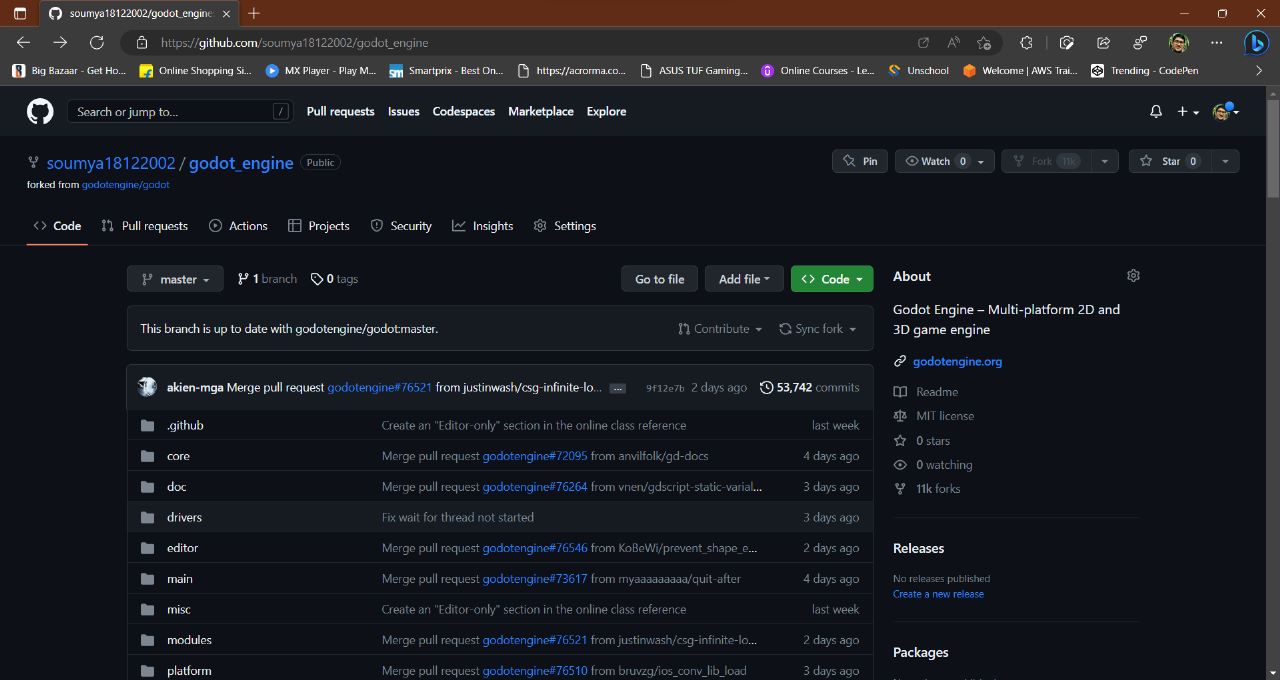 soumya18122002/godot_engine
https://github.com/soumya18122002/godot_engine
Big Bazaar - Get Ho... Online Shopping Si... MX Player - Play M... Smartprix - Best On... https://acrorma.co... ASUS TUF Gaming... Online Courses - Le... Unschool Welcome | AWS Trai... Trending - CodePen
Search or jump to... / Pull requests Issues Codespaces Marketplace Explore
soumya18122002 / godot_engine Public Pin Watch 0 Fork 11k Star 0
forked from godotengine/godot
Code Pull requests Actions Projects Security Insights Settings
master 1 branch 0 tags Go to file Add file Code
This branch is up to date with godotengine/godot:master. Contribute Sync fork
akien-mga Merge pull request godotengine#76521 from justinwash/csg-infinite-lo... ... 9f12e7b 2 days ago 53,742 commits
.github Create an "Editor-only" section in the online class reference last week
core Merge pull request godotengine#72095 from anvilfolk/gd-docs 4 days ago
doc Merge pull request godotengine#76264 from vnen/gdscript-static-varial... 3 days ago
drivers Fix wait for thread not started 3 days ago
editor Merge pull request godotengine#76546 from KoBeWi/prevent_shape_e... 2 days ago
main Merge pull request godotengine#73617 from myaaaaaaaaa/quit-after 4 days ago
misc Create an "Editor-only" section in the online class reference last week
modules Merge pull request godotengine#76521 from justinwash/csg-infinite-lo... 2 days ago
platform Merge pull request godotengine#76510 from bruvzg/ios_conv_lib_load 3 days ago
About
Godot Engine – Multi-platform 2D and
3D game engine
godotengine.org
Readme
MIT license
0 stars
0 watching
11k forks
Releases
No releases published
Create a new release
Packages